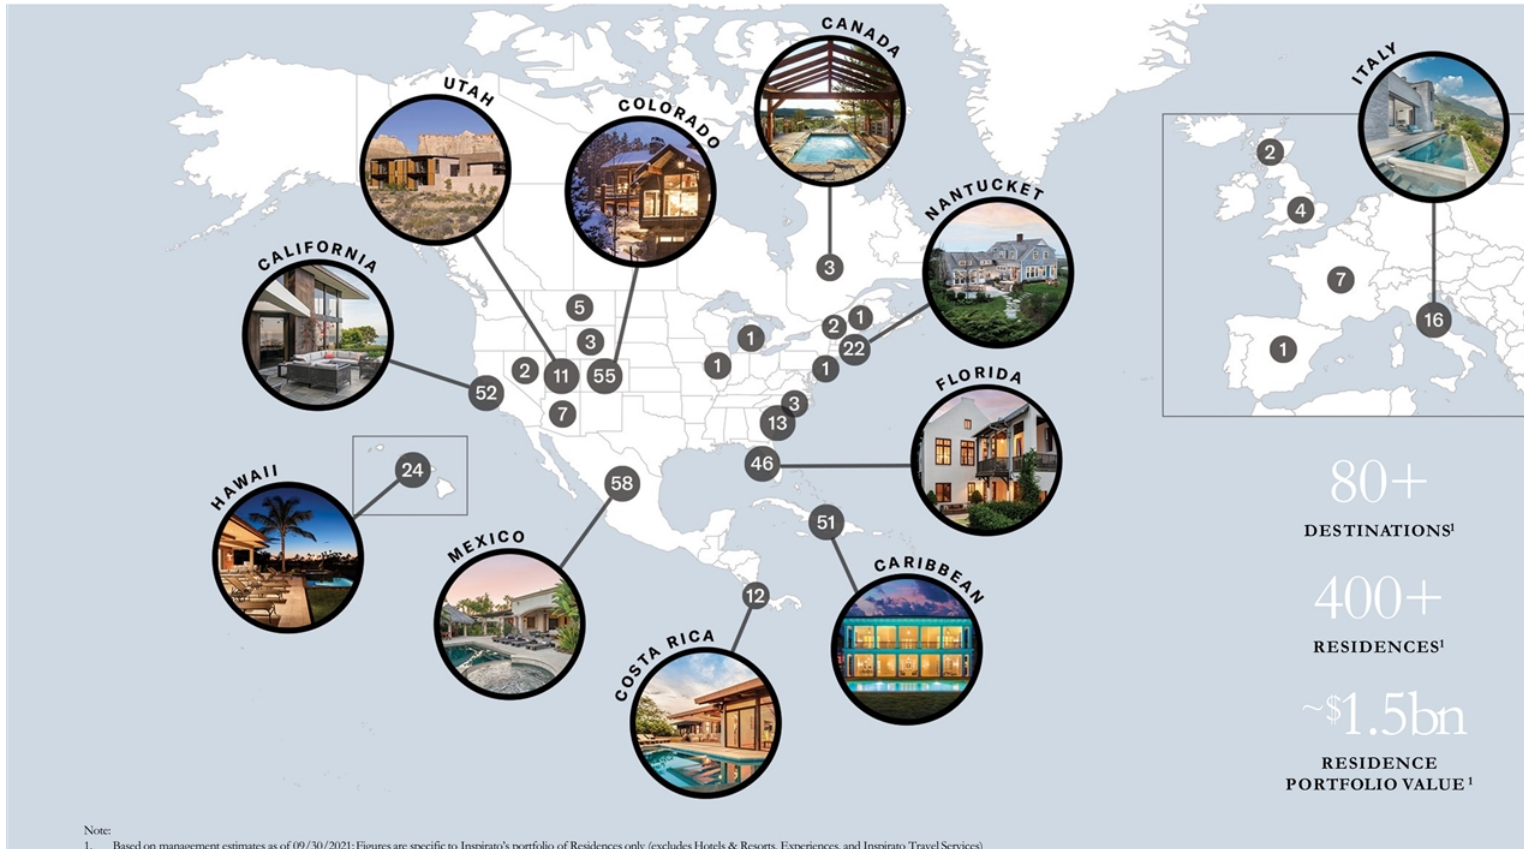 CANADA
UTAH
COLORADO
ITALY
NANTUCKET
CALIFORNIA
FLORIDA
HAWAII
MEXICO
CARIBBEAN
COSTA RICA
2
4
7
16
1
3
5
3
1
2
1
22
2
11
55
1
1
52
7
3
13
46
24
58
51
12
80+
DESTINATIONS¹
400+
RESIDENCES¹
~$1.5bn
RESIDENCE
PORTFOLIO VALUE ¹
Note:
1. Based on management estimates as of 09/30/2021; Figures are specific to Inspirato's portfolio of Residences only (excludes Hotels & Resorts, Experiences, and Inspirato Travel Services)